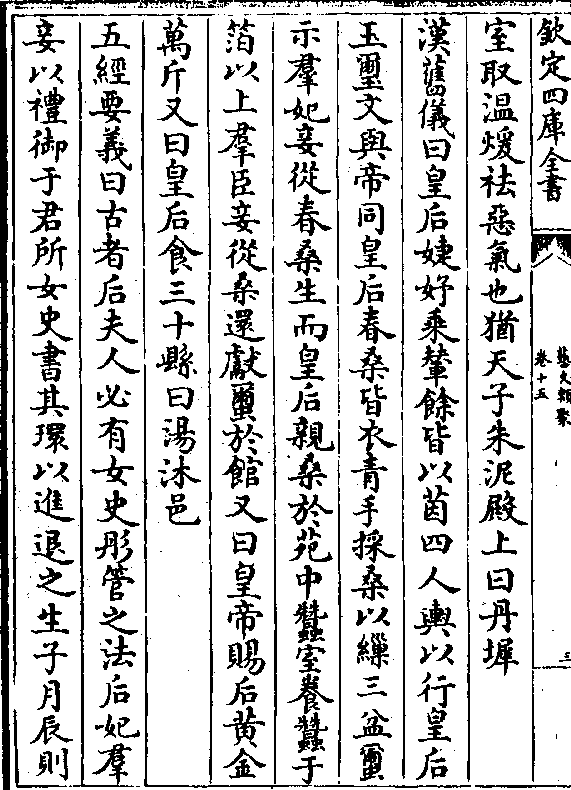 欽定四庫全書
藝文類聚
卷十五
三
室取温煖祛惡氣也猶天子朱泥殿上曰丹墀
漢舊儀曰皇后婕妤乘輦餘皆以茵四人輿以行皇后
玉璽文與帝同皇后春桑皆衣青手採桑以繅三盆璽
示羣妃妾從春桑生而皇后親桑於苑中蠶室養蠶于
箔以上羣臣妾從桑還獻璽於館又曰皇帝賜后黄金
萬斤又曰皇后食三十縣曰湯沐邑
五經要義曰古者后夫人必有女史彤管之法后妃羣
妾以禮御于君所女史書其環以進退之生子月辰則